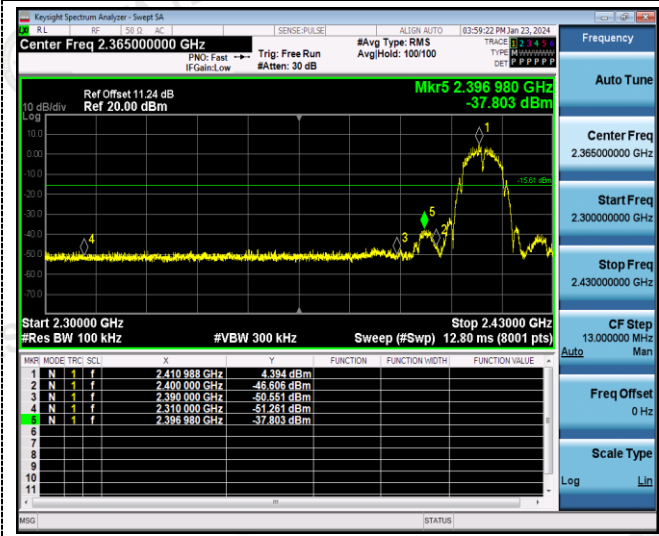 Keysight Spectrum Analyzer - Swept SA
RL RF 50 Ω AC SENSE:PULSE ALIGN AUTO 03:59:22 PM Jan 23, 2024
Center Freq 2.365000000 GHz #Avg Type: RMS TRACE 1 2 3 4 5 6
PNO: Fast Trig: Free Run Avg|Hold: 100/100 TYPE MWWWWW
IFGain:Low #Atten: 30 dB DET P P P P P P
Mkr5 2.396 980 GHz
Ref Offset 11.24 dB
10 dB/div Ref 20.00 dBm -37.803 dBm
Log
10.0
0.00
-10.0
-15.61 dBm
-20.0
-30.0
-40.0
-50.0
-60.0
-70.0
1
5
2
3
4
Start 2.30000 GHz Stop 2.43000 GHz
#Res BW 100 kHz #VBW 300 kHz Sweep (#Swp) 12.80 ms (8001 pts)
MKR MODE TRC SCL X Y FUNCTION FUNCTION WIDTH FUNCTION VALUE
1 N 1 f 2.410 988 GHz 4.394 dBm
2 N 1 f 2.400 000 GHz -46.606 dBm
3 N 1 f 2.390 000 GHz -50.551 dBm
4 N 1 f 2.310 000 GHz -51.261 dBm
5 N 1 f 2.396 980 GHz -37.803 dBm
6
7
8
9
10
11
MSG STATUS
Frequency
Auto Tune
Center Freq
2.365000000 GHz
Start Freq
2.300000000 GHz
Stop Freq
2.430000000 GHz
CF Step
13.000000 MHz
Auto Man
Freq Offset
0 Hz
Scale Type
Log Lin